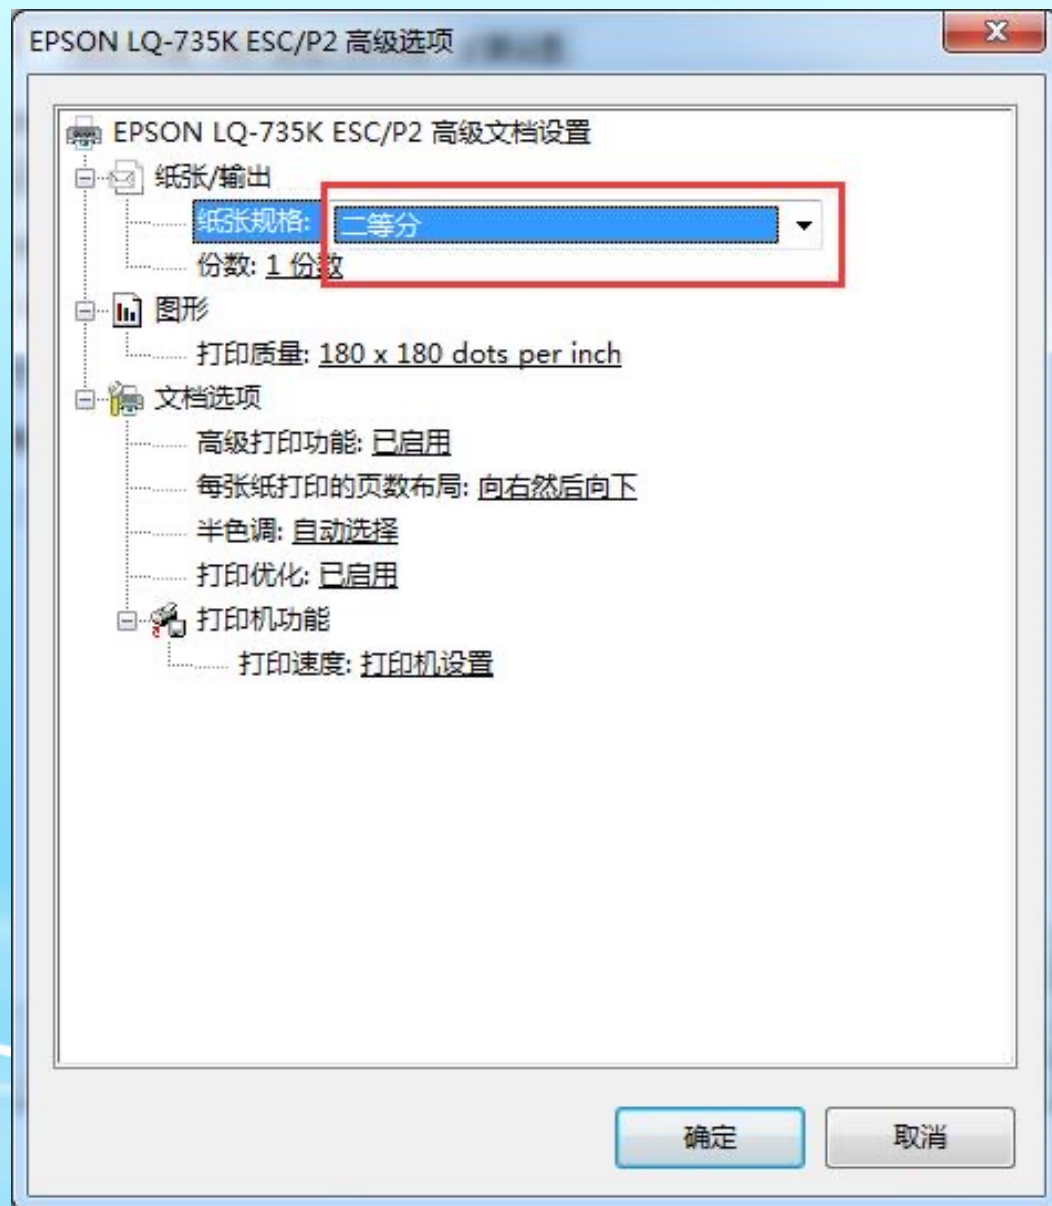 EPSON LQ-735K ESC/P2 高级选项
EPSON LQ-735K ESC/P2 高级文档设置
纸张/输出
纸张规格: 二等分
份数: 1 份数
图形
打印质量: 180 x 180 dots per inch
文档选项
高级打印功能: 已启用
每张纸打印的页数布局: 向右然后向下
半色调: 自动选择
打印优化: 已启用
打印机功能
打印速度: 打印机设置
确定 取消